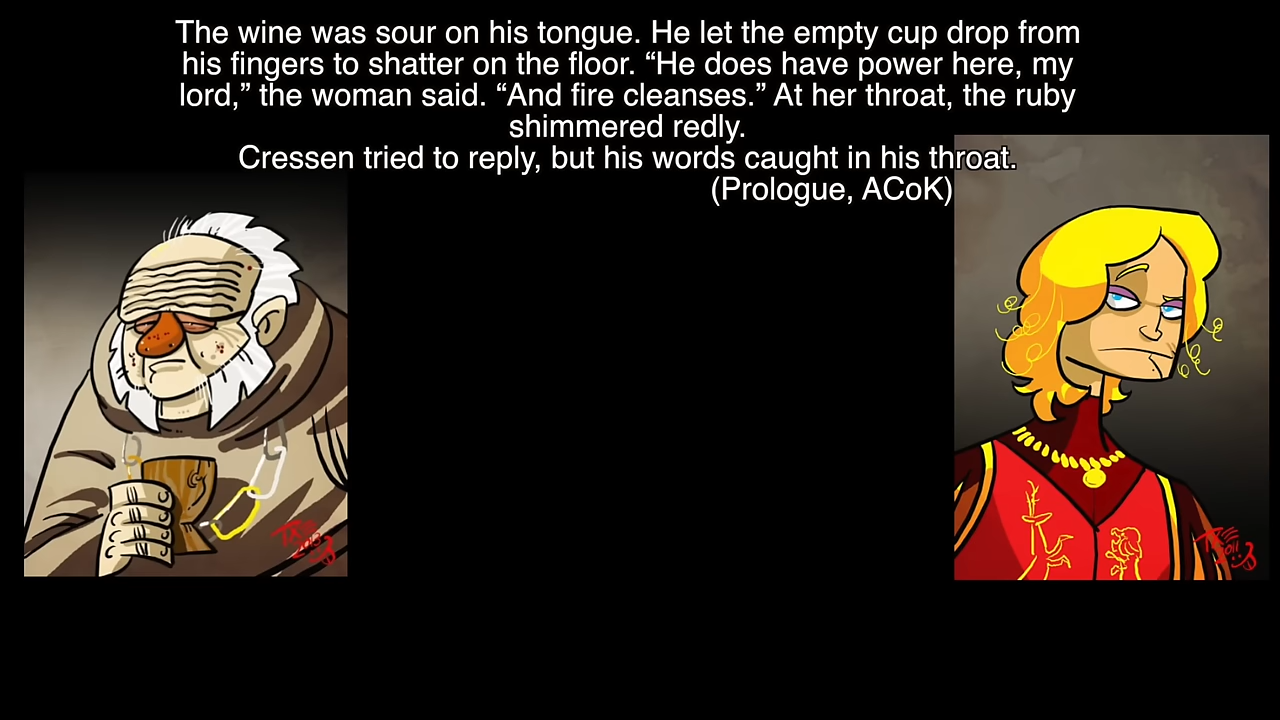 The wine was sour on his tongue. He let the empty cup drop from
his fingers to shatter on the floor. “He does have power here, my
lord,” the woman said. “And fire cleanses.” At her throat, the ruby
shimmered redly.
Cressen tried to reply, but his words caught in his throat.
(Prologue, ACoK)
2013
2011